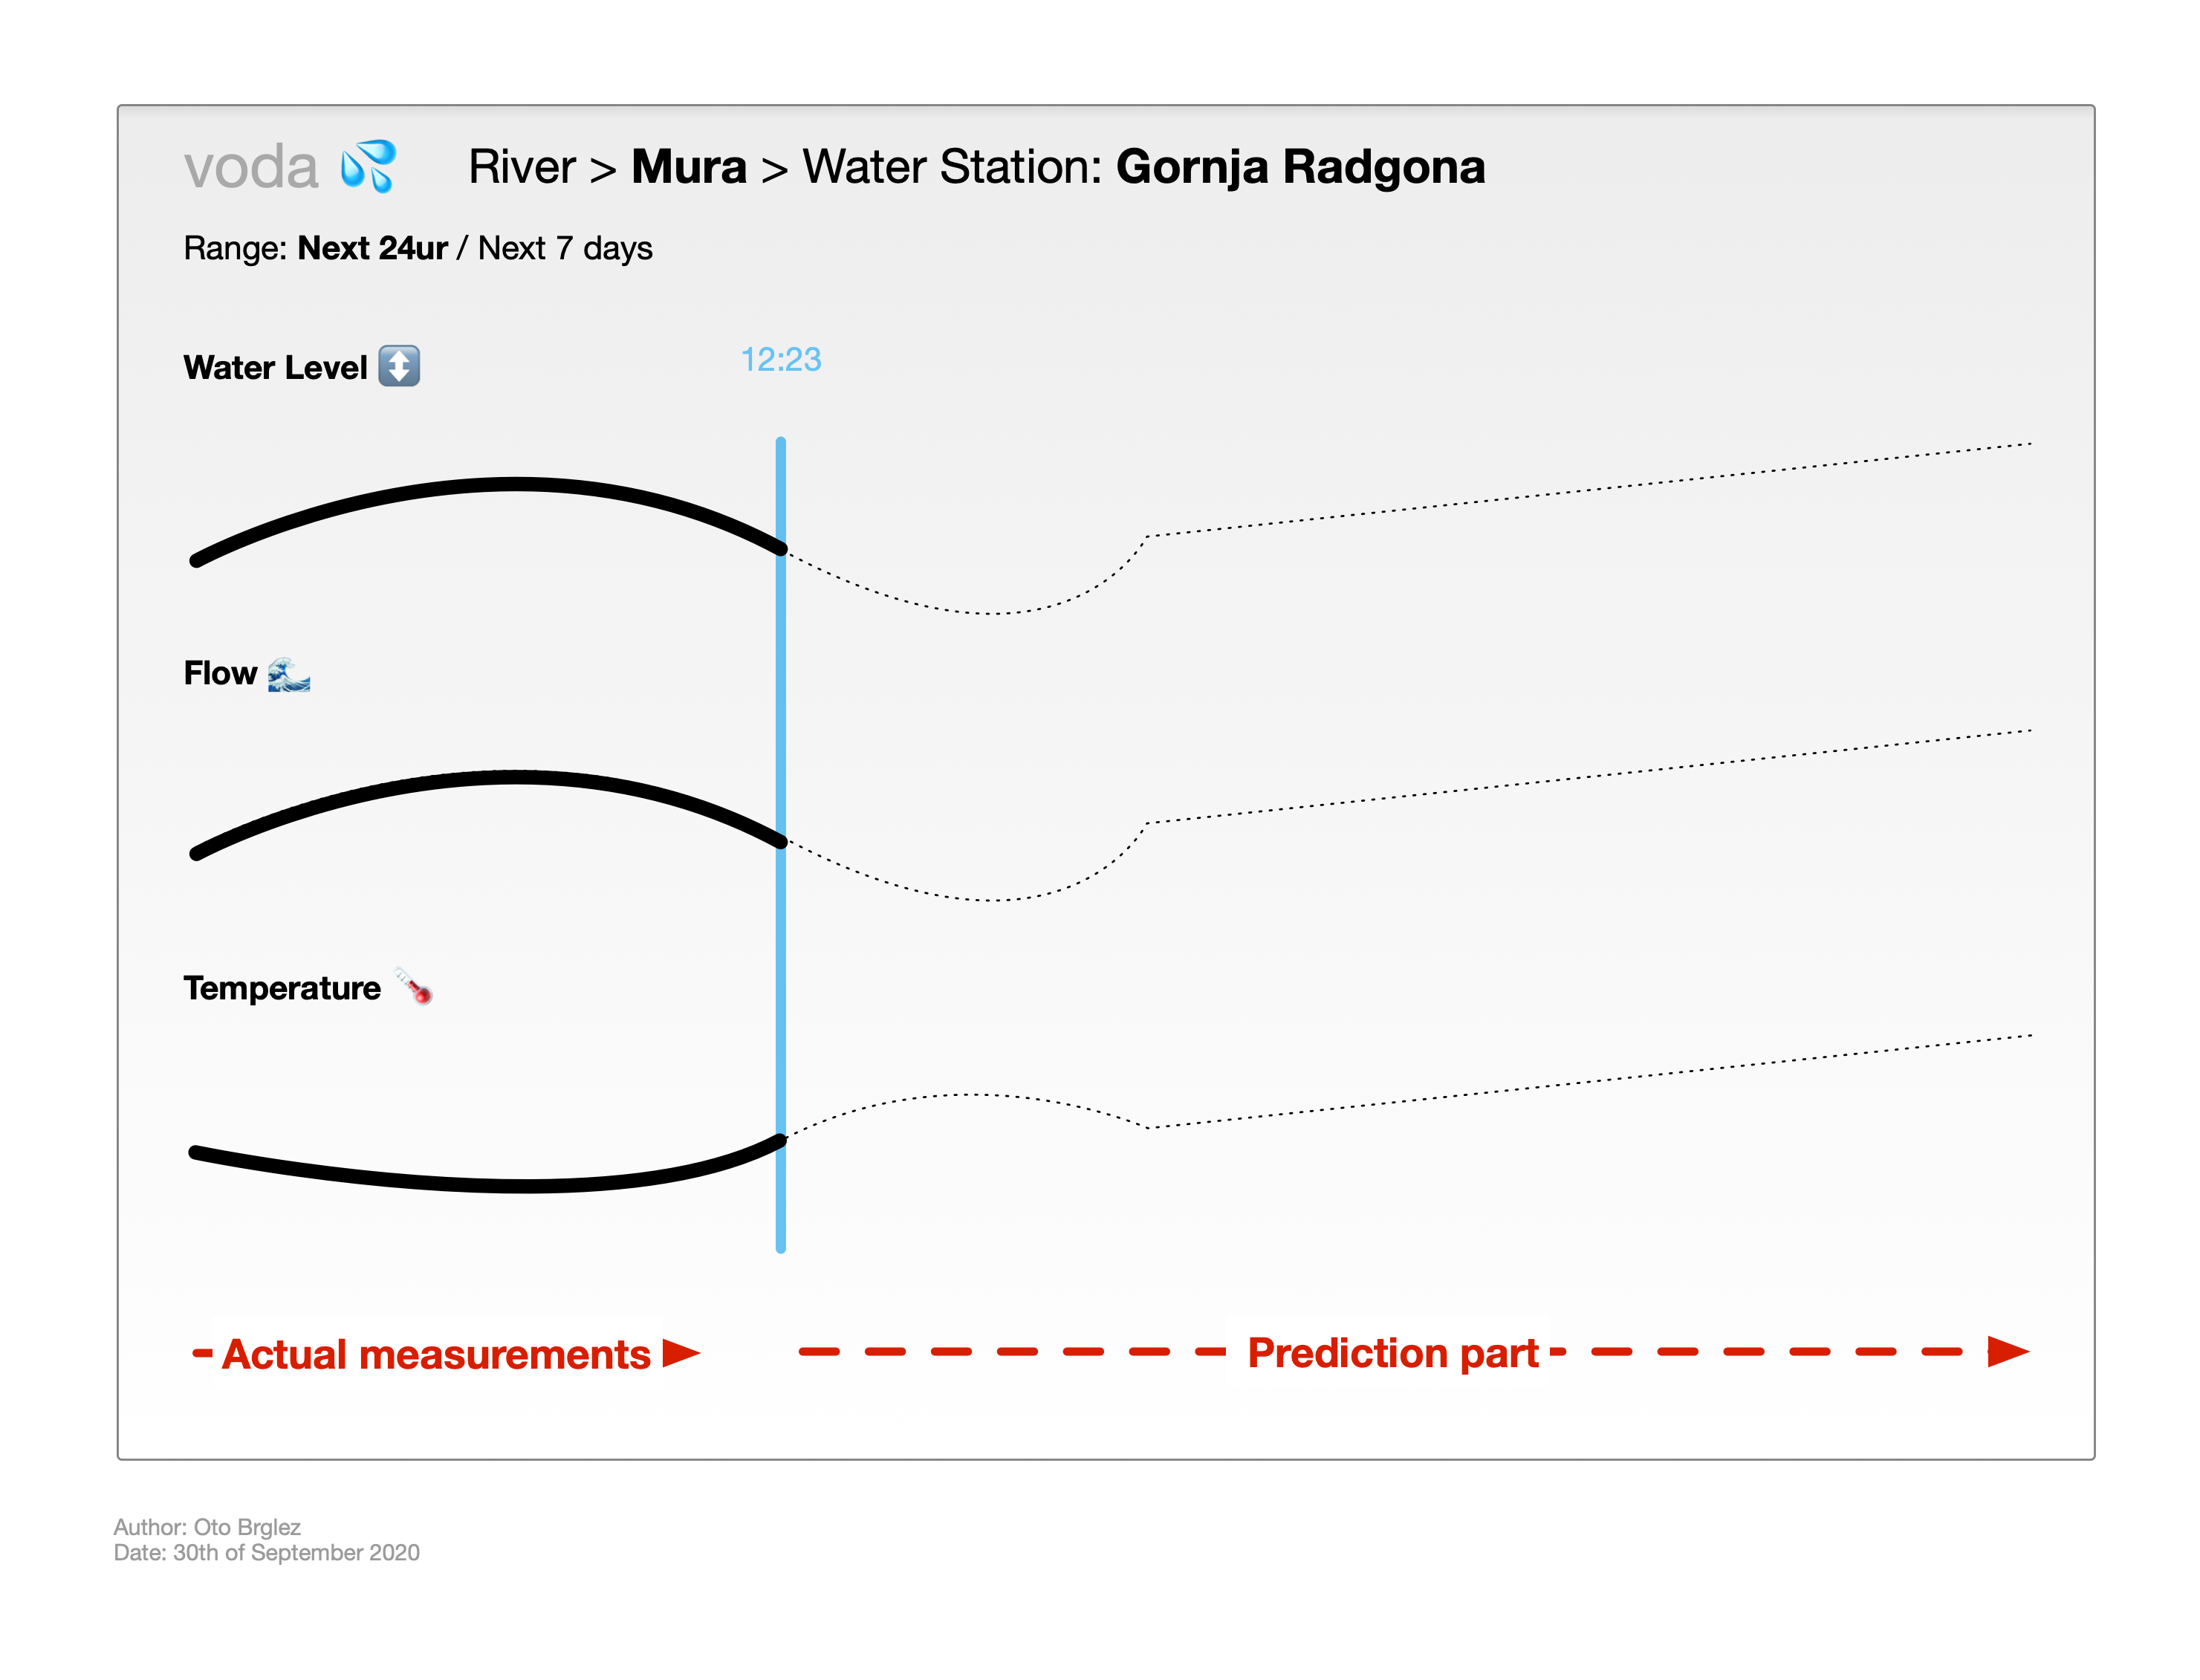 voda 💦 River > Mura > Water Station: Gornja Radgona
Range: Next 24ur / Next 7 days
Water Level ↕️
12:23
Flow 🌊
Temperature 🌡️
Actual measurements
Prediction part
Author: Oto Brglez
Date: 30th of September 2020